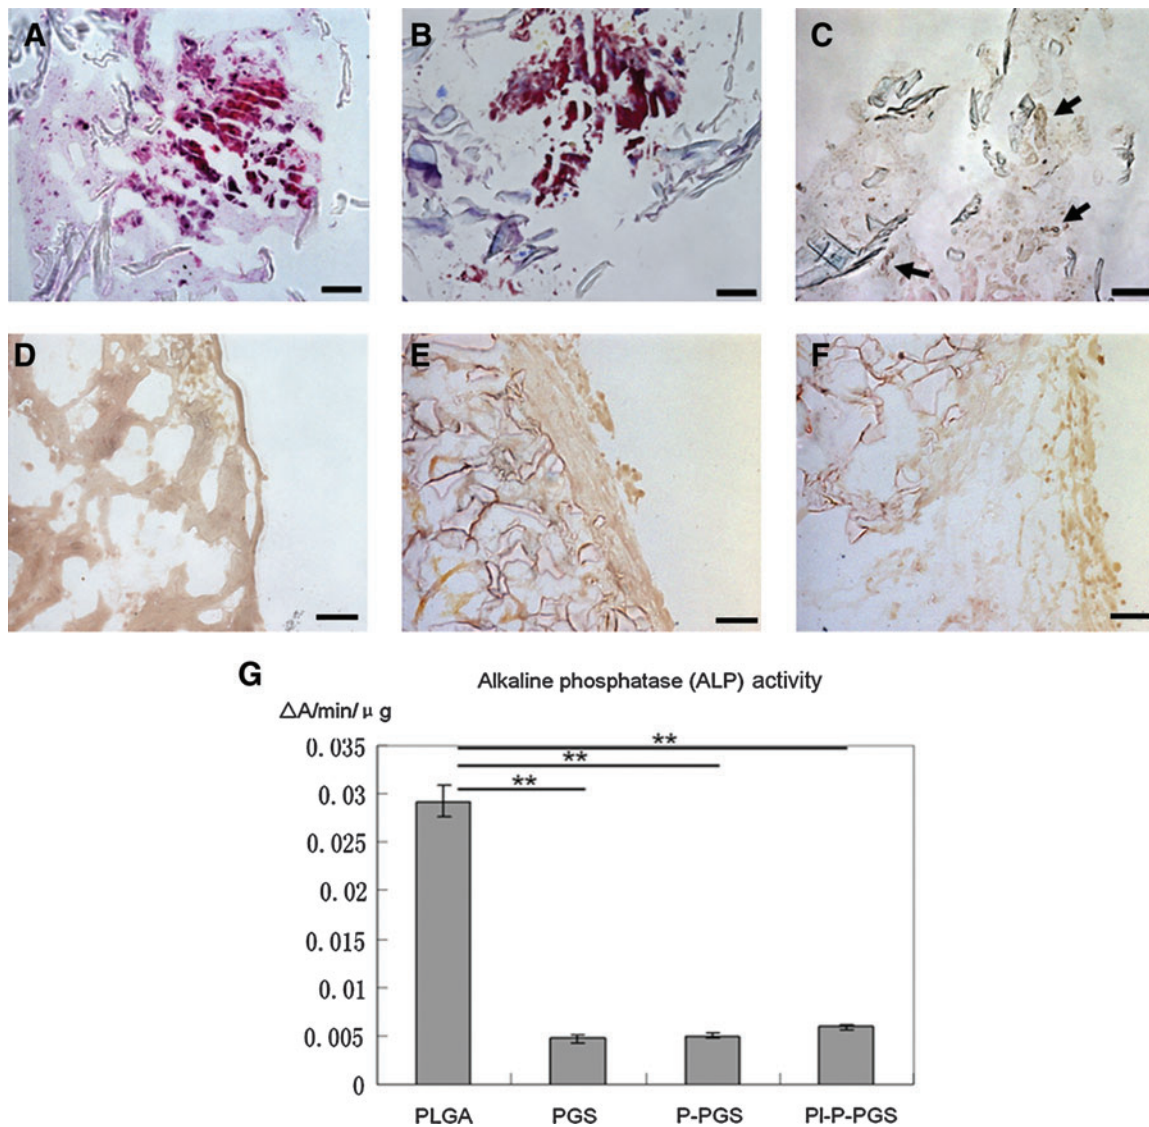 A
B
C
D
E
F
G
Alkaline phosphatase (ALP) activity
△A/min/μg
0.035
0.03
0.025
0.02
0.015
0.01
0.005
0
**
**
**
PLGA PGS P-PGS PI-P-PGS